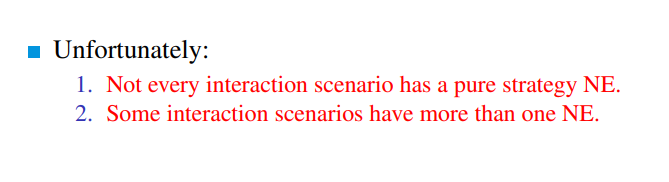 Unfortunately:
1. Not every interaction scenario has a pure strategy NE.
2. Some interaction scenarios have more than one NE.